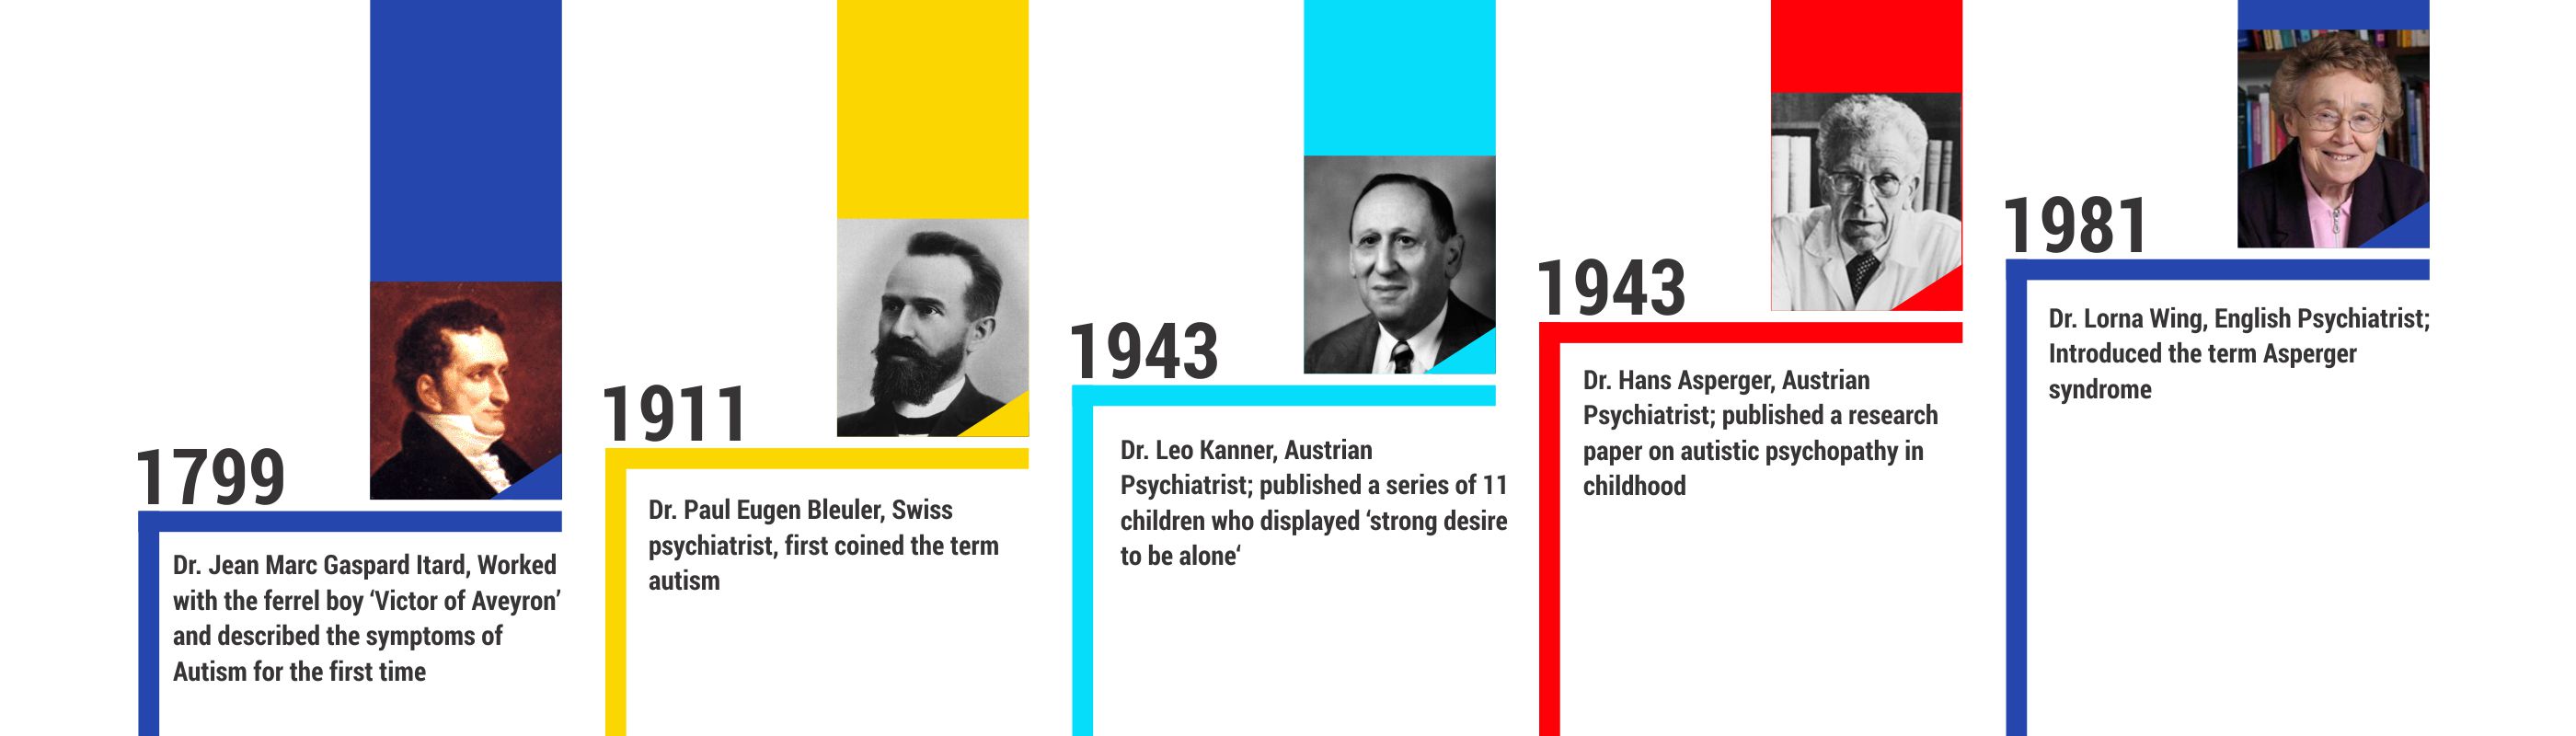 1799
Dr. Jean Marc Gaspard Itard, Worked
with the ferrel boy ‘Victor of Aveyron’
and described the symptoms of
Autism for the first time
1911
Dr. Paul Eugen Bleuler, Swiss
psychiatrist, first coined the term
autism
1943
Dr. Leo Kanner, Austrian
Psychiatrist; published a series of 11
children who displayed ‘strong desire
to be alone‘
1943
Dr. Hans Asperger, Austrian
Psychiatrist; published a research
paper on autistic psychopathy in
childhood
1981
Dr. Lorna Wing, English Psychiatrist;
Introduced the term Asperger
syndrome